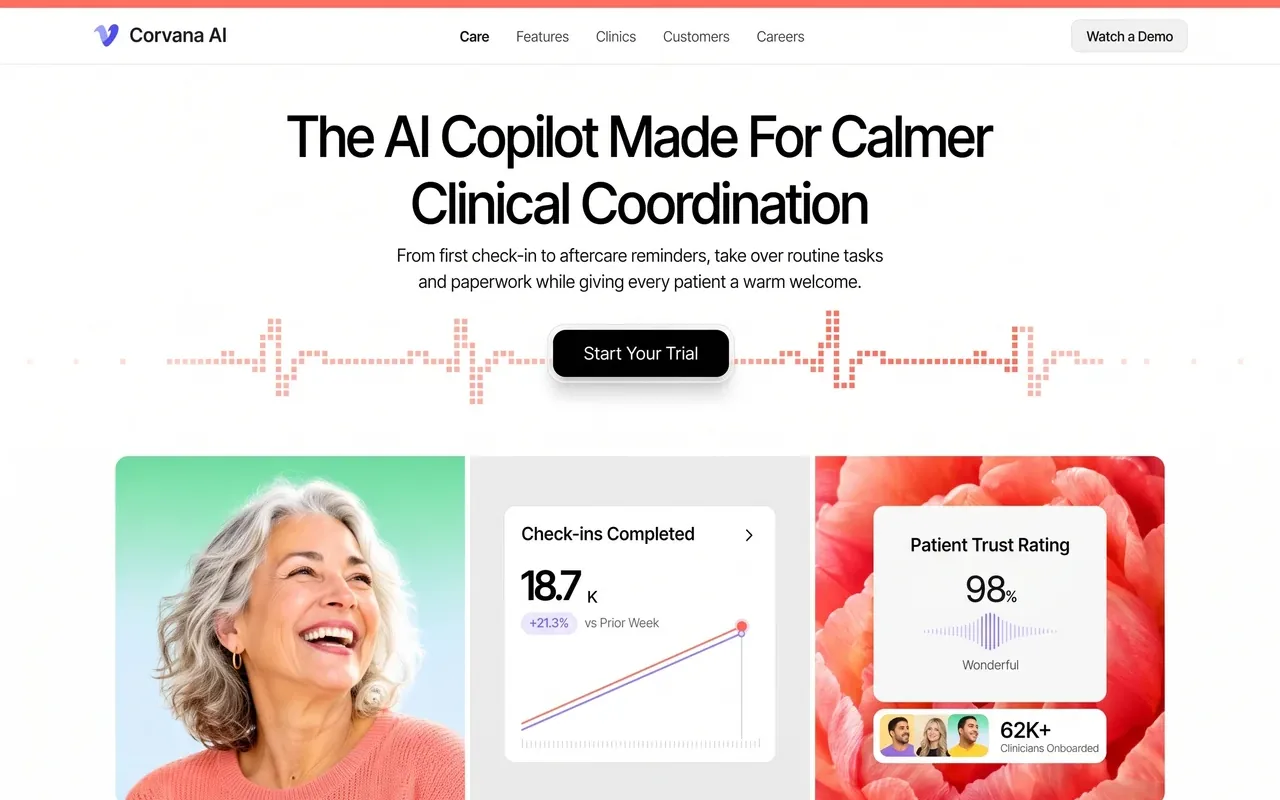 Corvana AI
Care
Features
Clinics
Customers
Careers
Watch a Demo
The AI Copilot Made For Calmer
Clinical Coordination
From first check-in to aftercare reminders, take over routine tasks
and paperwork while giving every patient a warm welcome.
Start Your Trial
Check-ins Completed
18.7 K
+21.3% vs Prior Week
Patient Trust Rating
98%
Wonderful
62K+
Clinicians Onboarded